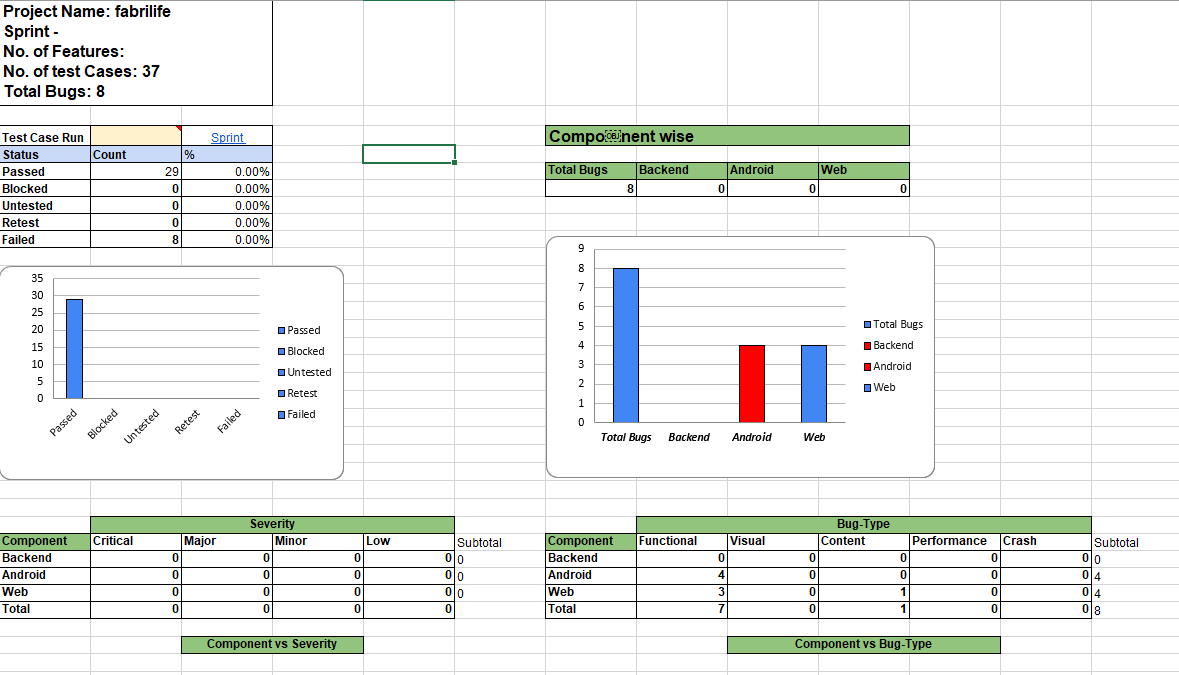 Project Name: fabrilife
Sprint -
No. of Features:
No. of test Cases: 37
Total Bugs: 8
Test Case Run Sprint
Status Count %
Passed 29 0.00%
Blocked 0 0.00%
Untested 0 0.00%
Retest 0 0.00%
Failed 8 0.00%
Compo￼nent wise
Total Bugs Backend Android Web
8 0 0 0
35
30
25
20
15
10
5
0
Passed Blocked Untested Retest Failed
Passed
Blocked
Untested
Retest
Failed
9
8
7
6
5
4
3
2
1
0
Total Bugs Backend Android Web
Total Bugs
Backend
Android
Web
Severity
Component Critical Major Minor Low Subtotal
Backend 0 0 0 0 0
Android 0 0 0 0 0
Web 0 0 0 0 0
Total 0 0 0 0
Component vs Severity
Bug-Type
Component Functional Visual Content Performance Crash Subtotal
Backend 0 0 0 0 0 0
Android 4 0 0 0 0 4
Web 3 0 1 0 0 4
Total 7 0 1 0 0 8
Component vs Bug-Type